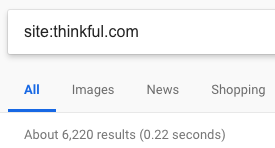 site:thinkful.com
All Images News Shopping
About 6,220 results (0.22 seconds)